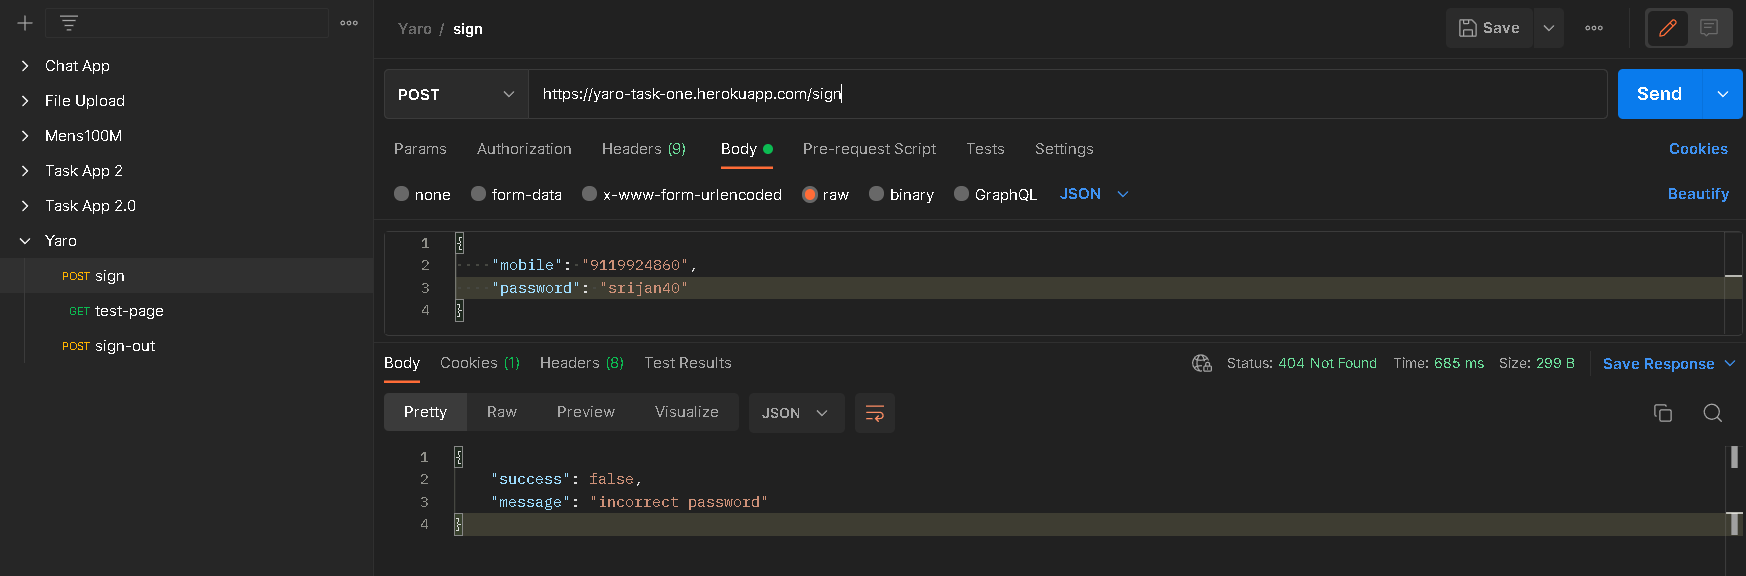 Yaro / sign
Save
Chat App
File Upload
Mens100M
Task App 2
Task App 2.0
Yaro
POST sign
GET test-page
POST sign-out
POST https://yaro-task-one.herokuapp.com/sign Send
Params Authorization Headers (9) Body Pre-request Script Tests Settings Cookies
none form-data x-www-form-urlencoded raw binary GraphQL JSON Beautify
1 {
2 "mobile": "9119924860",
3 "password": "srijan40"
4 }
Body Cookies (1) Headers (8) Test Results Status: 404 Not Found Time: 685 ms Size: 299 B Save Response
Pretty Raw Preview Visualize JSON
1 {
2 "success": false,
3 "message": "incorrect password"
4 }